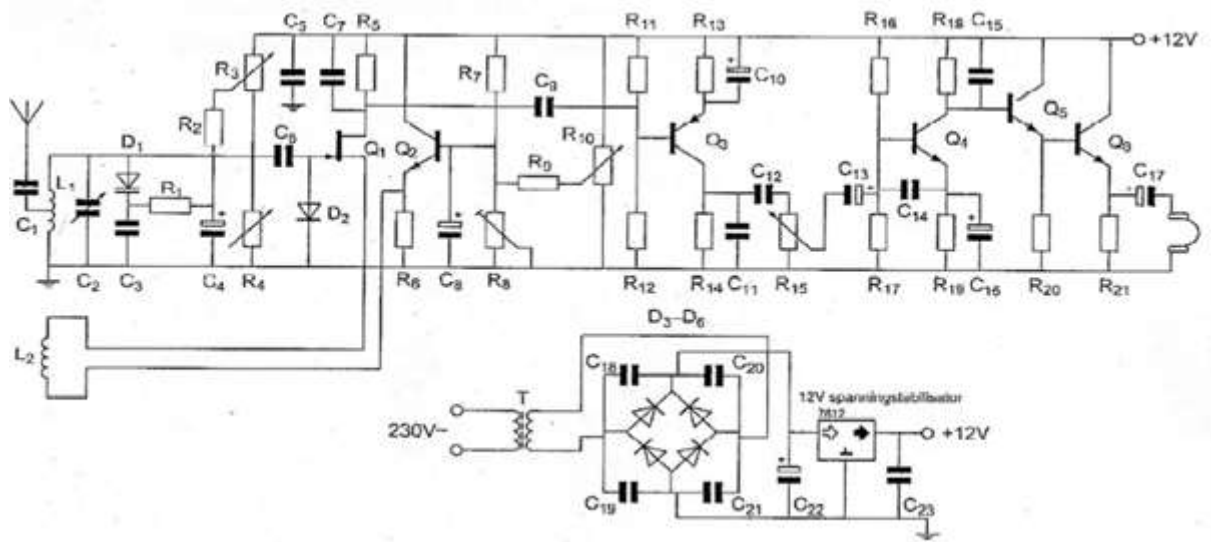 C5 C7 R5 R11 R13 R16 R18 C15
+12V
R3 R7 C9 C10
R2 R10 Q5
D1 C6 Q1 Q2 Q3 Q4
L1 R1 D2 R9 C12 C13 C17
C1 C14
C2 C3 C4 R4 R6 C8 R8 R12 R14 C11 R15 R17 R19 C16 R20 R21
D3–D6
L2 C18 C20
T 12V spanningstabilisator
7812
230V~ +12V
C19 C21 C22 C23